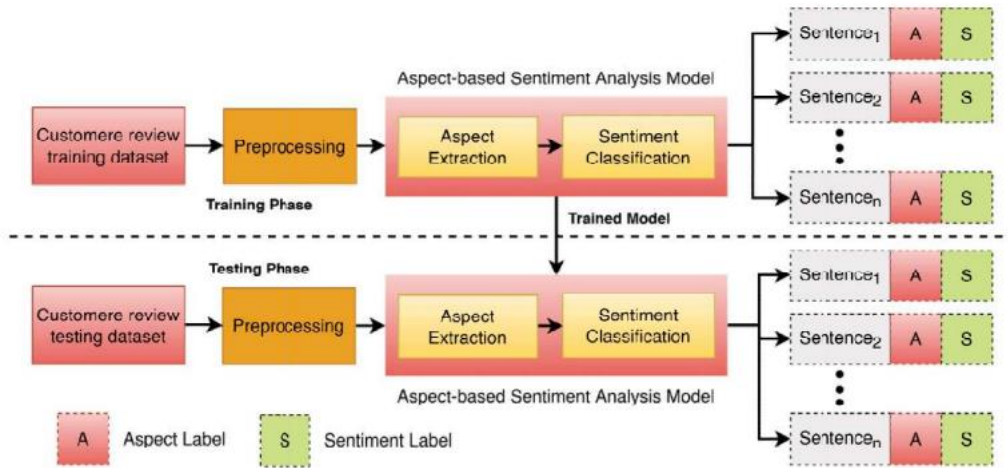 Sentence1 A S
Aspect-based Sentiment Analysis Model
Sentence2 A S
Customere review
training dataset
Preprocessing
Aspect
Extraction
Sentiment
Classification
Sentencen A S
Training Phase
Trained Model
Testing Phase
Sentence1 A S
Customere review
testing dataset
Preprocessing
Aspect
Extraction
Sentiment
Classification
Sentence2 A S
Aspect-based Sentiment Analysis Model
A Aspect Label
S Sentiment Label
Sentencen A S